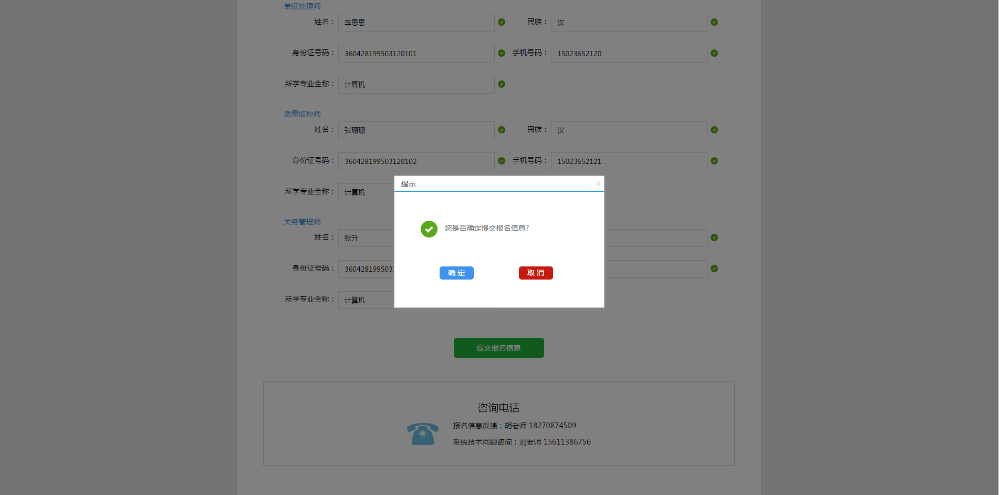 单证处理师
姓名： 李思思 民族： 汉
身份证号码： 360428199503120101 手机号码： 15023652120
所学专业全称： 计算机
质量监控师
姓名： 张珊珊 民族： 汉
身份证号码： 360428199503120102 手机号码： 15023652121
提示 ×
所学专业全称： 计算机
关务管理师
您是否确定提交报名信息?
姓名： 张升
身份证号码： 360428199503
确 定 取 消
所学专业全称： 计算机
提交报名信息
咨询电话
报名信息反馈：胡老师 18270874509
系统技术问题咨询：刘老师 15611386756